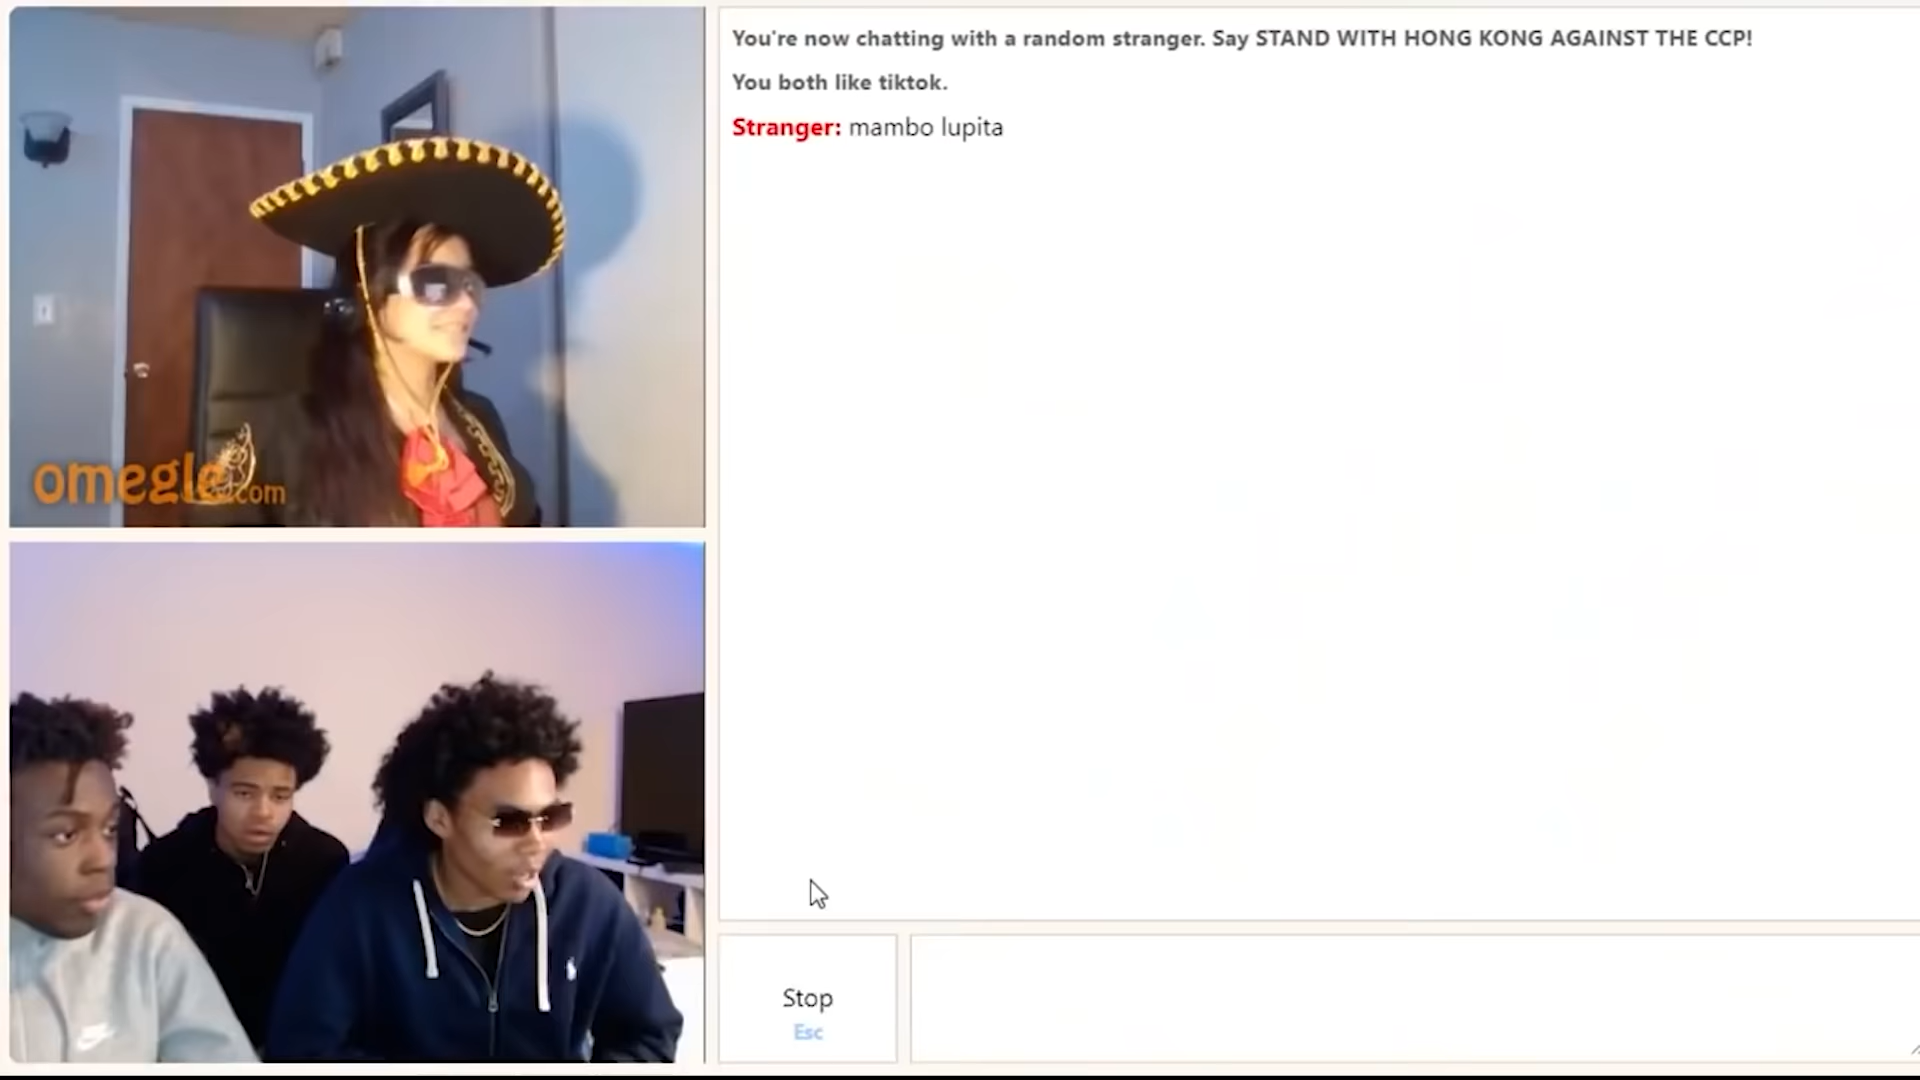 You're now chatting with a random stranger. Say STAND WITH HONG KONG AGAINST THE CCP!
You both like tiktok.
Stranger: mambo lupita
omegle.com
Stop
Esc